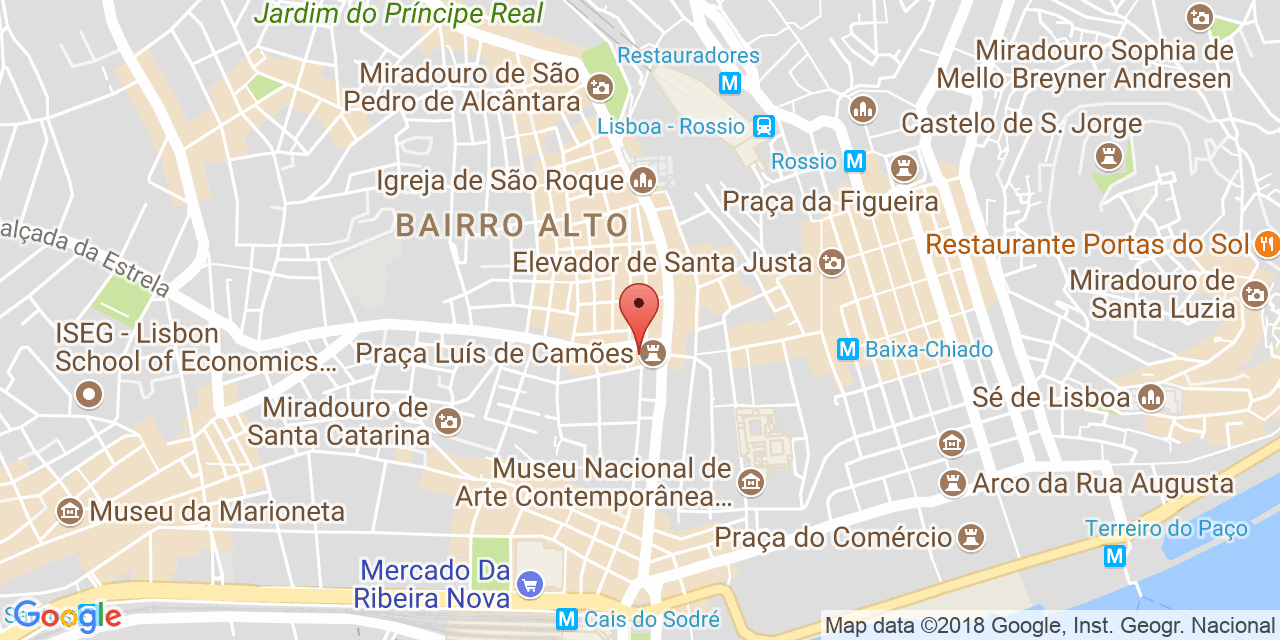 Jardim do Príncipe Real
Restauradores
Miradouro Sophia de
Mello Breyner Andresen
Miradouro de São
Pedro de Alcântara
Lisboa - Rossio
Castelo de S. Jorge
Rossio
Igreja de São Roque
Praça da Figueira
BAIRRO ALTO
alçada da Estrela
Restaurante Portas do Sol
Elevador de Santa Justa
Miradouro de
Santa Luzia
ISEG - Lisbon
School of Economics...
Praça Luís de Camões
Baixa-Chiado
Miradouro de
Santa Catarina
Sé de Lisboa
Museu Nacional de
Arte Contemporânea...
Arco da Rua Augusta
Museu da Marioneta
Praça do Comércio
Terreiro do Paço
Mercado Da
Ribeira Nova
Cais do Sodré
Google
Map data ©2018 Google, Inst. Geogr. Nacional